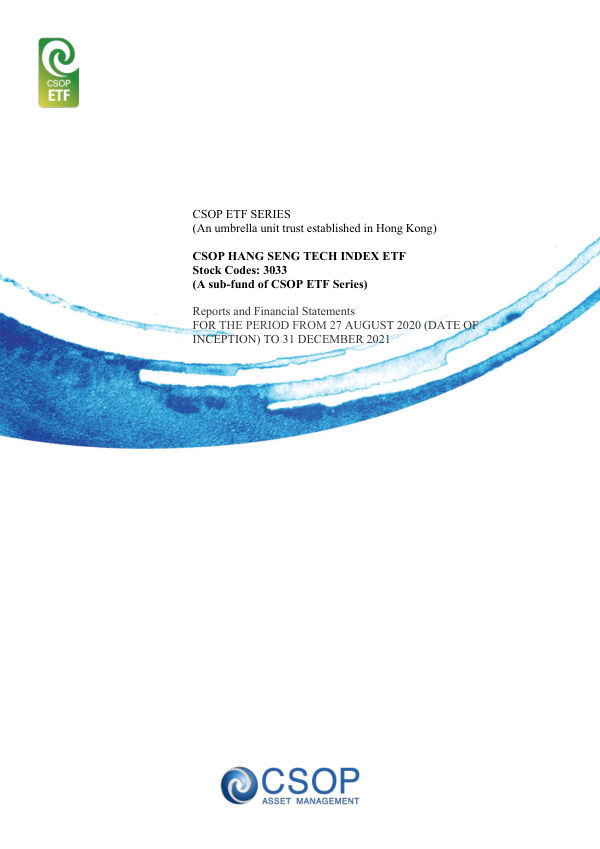 CSOP
ETF
CSOP ETF SERIES
(An umbrella unit trust established in Hong Kong)
CSOP HANG SENG TECH INDEX ETF
Stock Codes: 3033
(A sub-fund of CSOP ETF Series)
Reports and Financial Statements
FOR THE PERIOD FROM 27 AUGUST 2020 (DATE OF
INCEPTION) TO 31 DECEMBER 2021
CSOP
ASSET MANAGEMENT